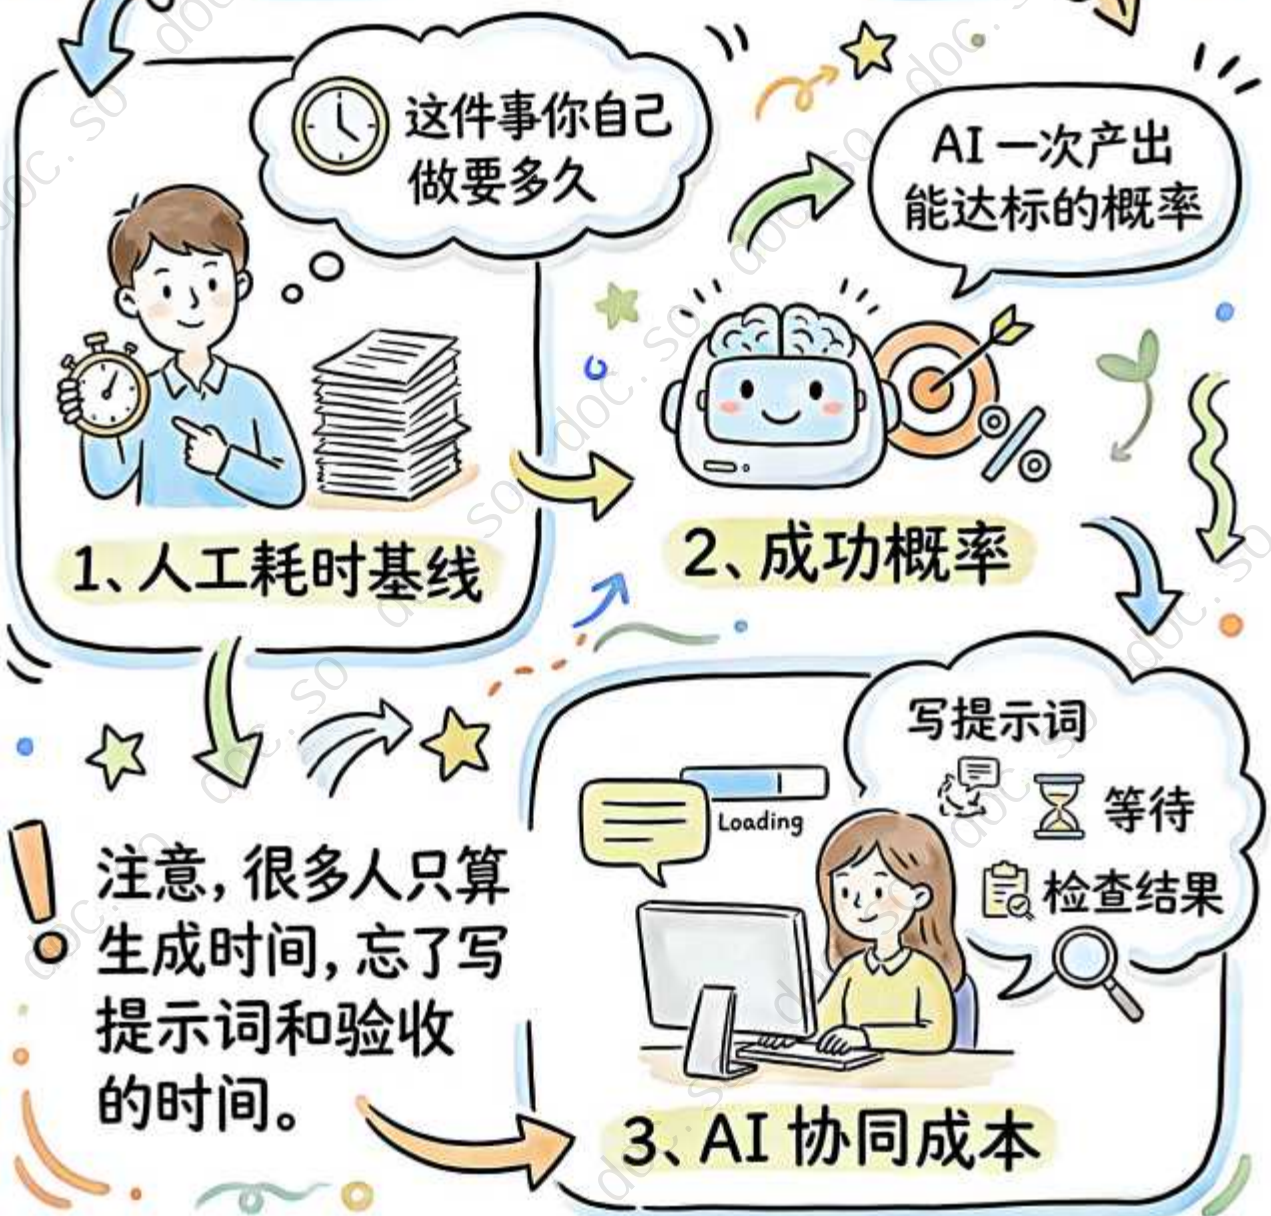 这件事你自己
做要多久
1、人工耗时基线
AI 一次产出
能达标的概率
2、成功概率
注意,很多人只算
生成时间,忘了写
提示词和验收
的时间。
写提示词
等待
检查结果
Loading
3、AI 协同成本
doc.so